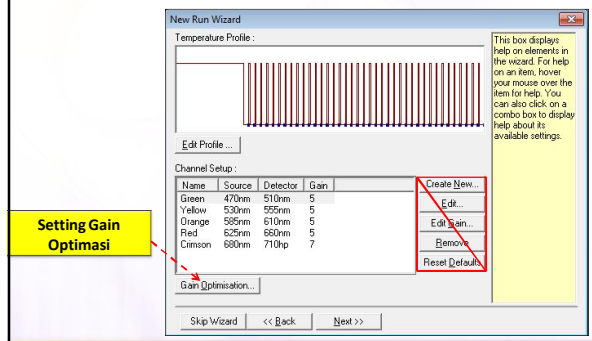 New Run Wizard
Temperature Profile :
Edit Profile ...
Channel Setup :
Name Source Detector Gain
Green 470nm 510nm 5
Yellow 530nm 555nm 5
Orange 585nm 610nm 5
Red 625nm 660nm 5
Crimson 680nm 710hp 7
Create New...
Edit...
Edit Gain...
Remove
Reset Defaults
Gain Optimisation...
Skip Wizard << Back Next >>
This box displays
help on elements in
the wizard. For help
on an item, hover
your mouse over the
item for help. You
can also click on a
combo box to display
help about its
available settings.
Setting Gain
Optimasi